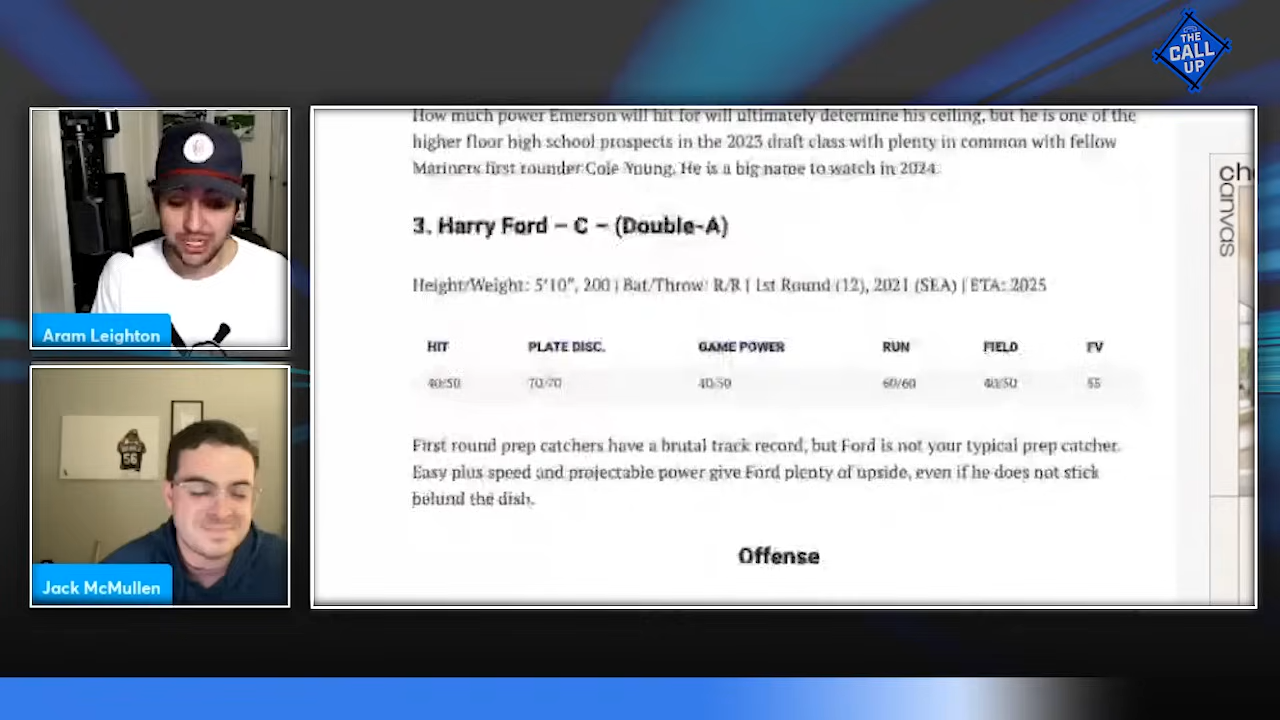 THE
CALL
UP
How much power Emerson will hit for will ultimately determine his ceiling, but he is one of the
higher floor high school prospects in the 2023 draft class with plenty in common with fellow
Mariners first rounder Cole Young. He is a big name to watch in 2024.
3. Harry Ford – C – (Double-A)
Height/Weight: 5'10", 200 | Bat/Throw: R/R | 1st Round (12), 2021 (SEA) | ETA: 2025
HIT PLATE DISC. GAME POWER RUN FIELD FV
40/50 70/70 40/50 60/60 40/50 55
First round prep catchers have a brutal track record, but Ford is not your typical prep catcher.
Easy plus speed and projectable power give Ford plenty of upside, even if he does not stick
behind the dish.
Offense
ch
canvas
Aram Leighton
56
Jack McMullen